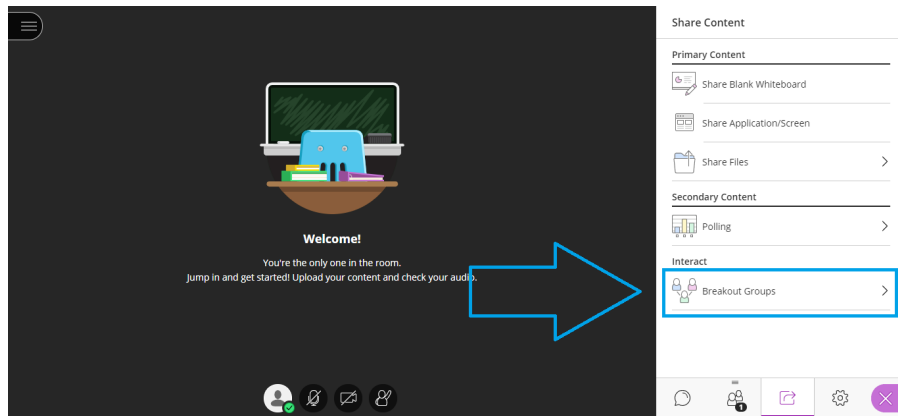 Share Content
Primary Content
Share Blank Whiteboard
Share Application/Screen
Share Files
Secondary Content
Polling
Interact
Breakout Groups
Welcome!
You're the only one in the room.
Jump in and get started! Upload your content and check your audio.
1